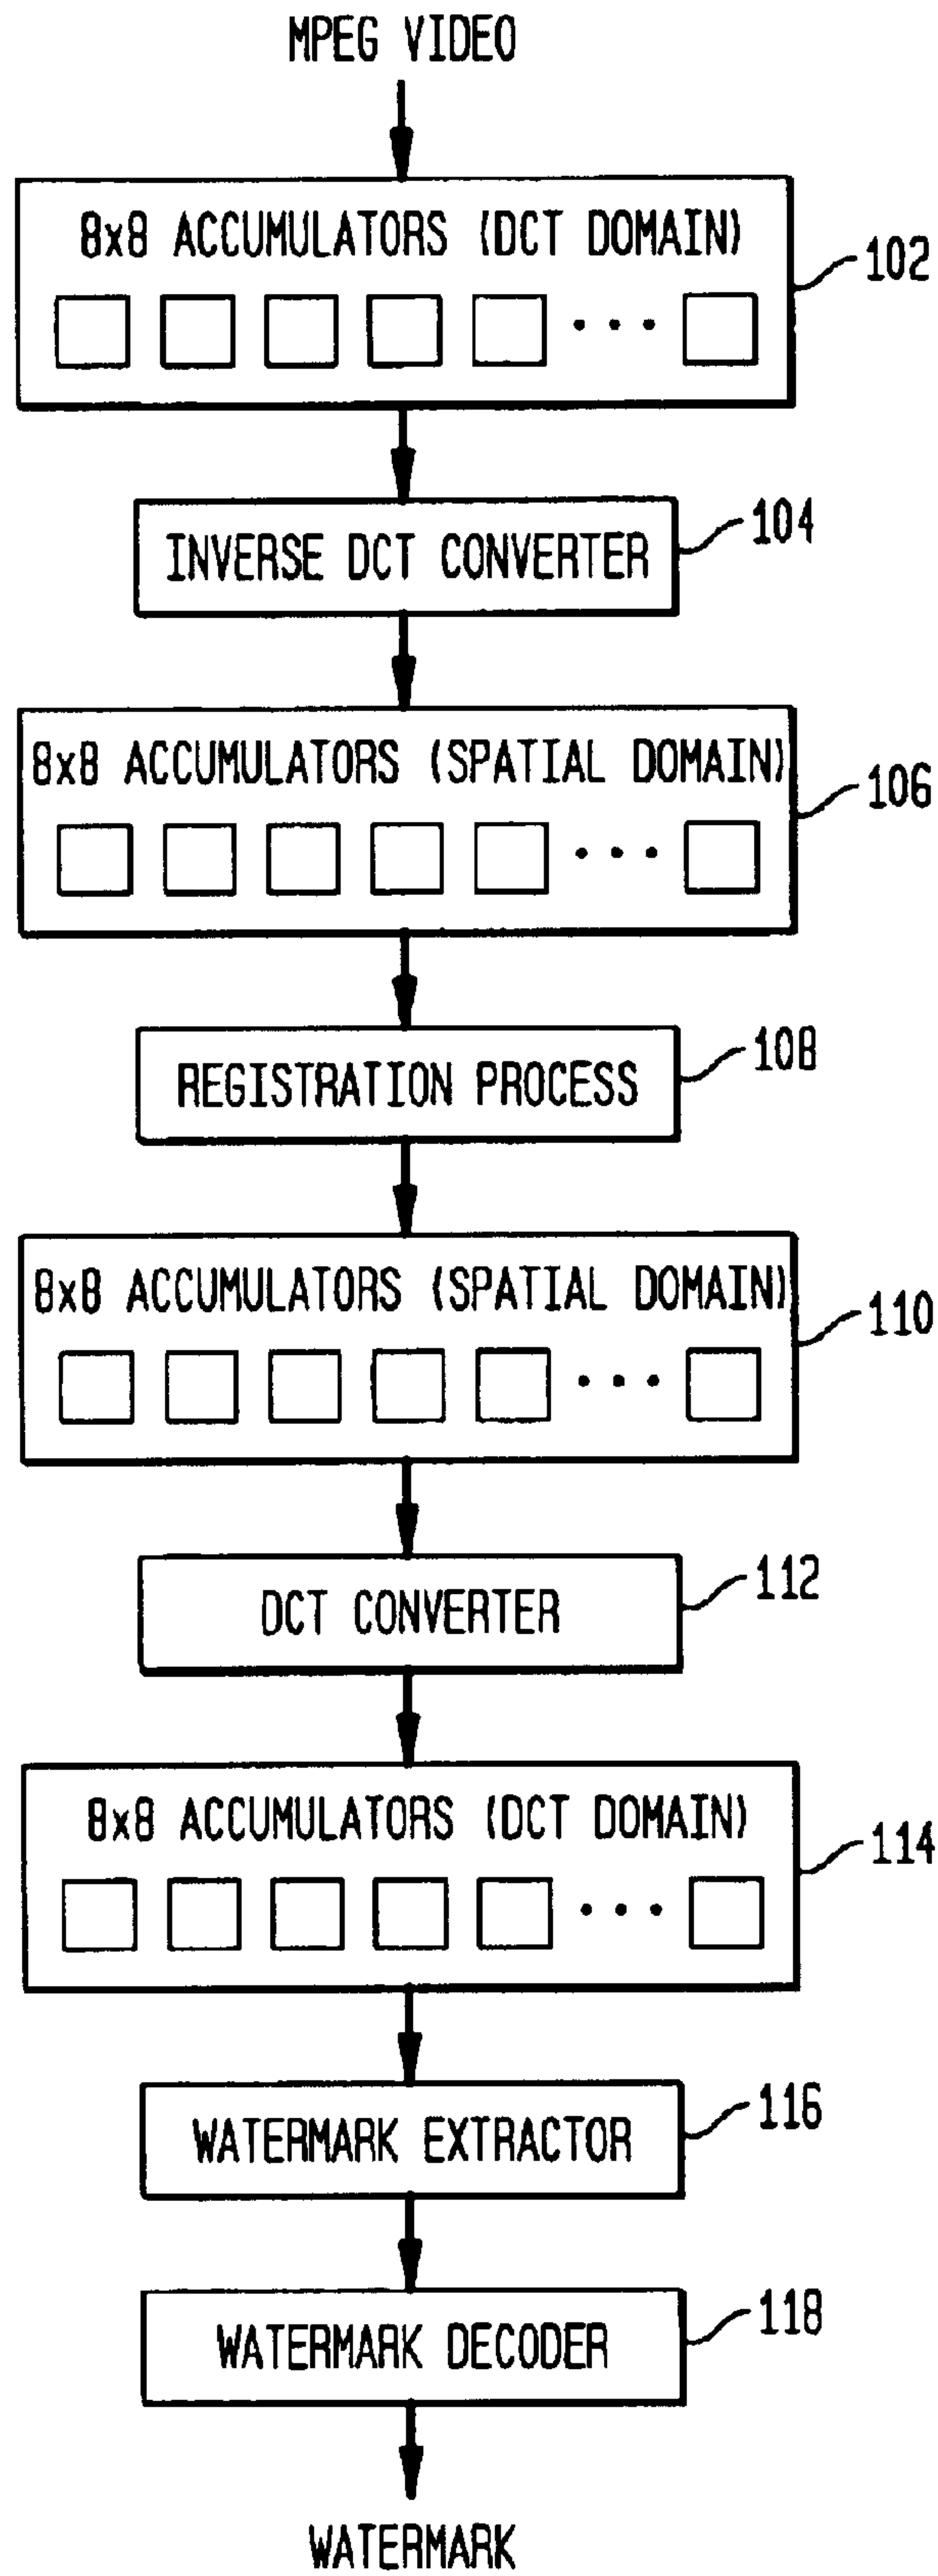 MPEG VIDEO
8x8 ACCUMULATORS (DCT DOMAIN)
102
INVERSE DCT CONVERTER
104
8x8 ACCUMULATORS (SPATIAL DOMAIN)
106
REGISTRATION PROCESS
108
8x8 ACCUMULATORS (SPATIAL DOMAIN)
110
DCT CONVERTER
112
8x8 ACCUMULATORS (DCT DOMAIN)
114
WATERMARK EXTRACTOR
116
WATERMARK DECODER
118
WATERMARK